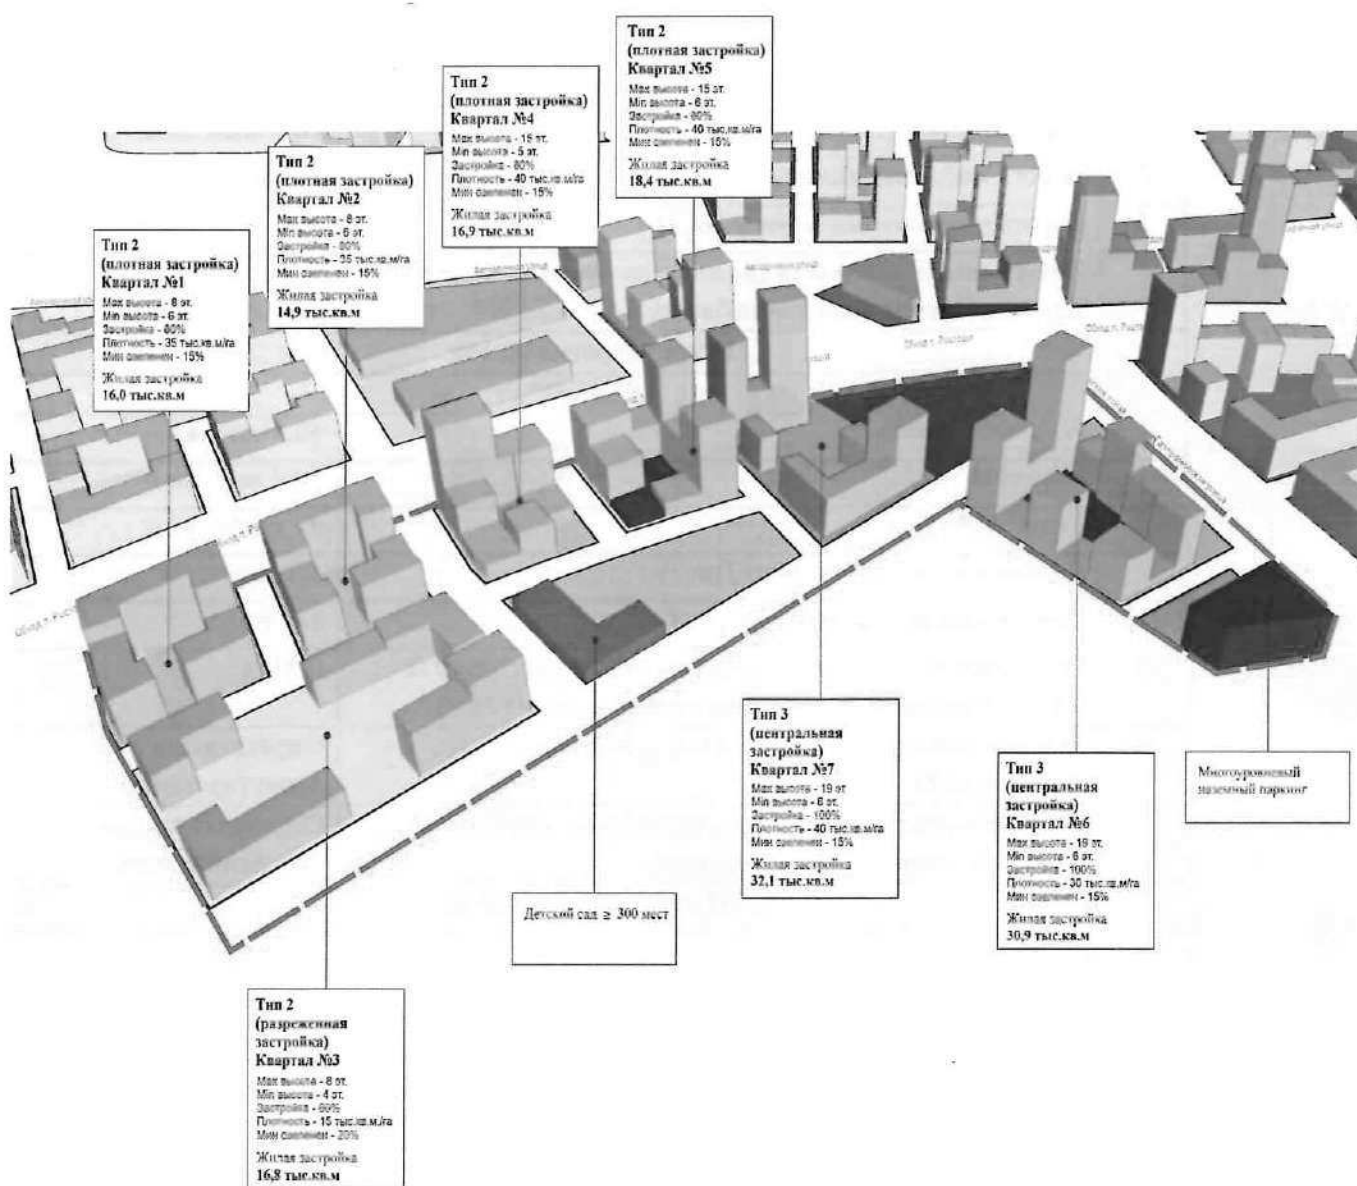 Тип 2
(плотная застройка)
Квартал №5
Max высота - 15 эт.
Min высота - 6 эт.
Застройка - 80%
Плотность - 40 тыс.кв.м/га
Мин озеленен - 15%
Жилая застройка
18,4 тыс.кв.м
Тип 2
(плотная застройка)
Квартал №4
Max высота - 15 эт.
Min высота - 5 эт.
Застройка - 80%
Плотность - 40 тыс.кв.м/га
Мин озеленен - 15%
Жилая застройка
16,9 тыс.кв.м
Тип 2
(плотная застройка)
Квартал №2
Max высота - 8 эт.
Min высота - 6 эт.
Застройка - 80%
Плотность - 35 тыс.кв.м/га
Мин озеленен - 15%
Жилая застройка
14,9 тыс.кв.м
Тип 2
(плотная застройка)
Квартал №1
Max высота - 8 эт.
Min высота - 6 эт.
Застройка - 80%
Плотность - 35 тыс.кв.м/га
Мин озеленен - 15%
Жилая застройка
16,0 тыс.кв.м
Тип 3
(центральная
застройка)
Квартал №7
Max высота - 19 эт
Min высота - 6 эт.
Застройка - 100%
Плотность - 40 тыс.кв.м/га
Мин озеленен - 15%
Жилая застройка
32,1 тыс.кв.м
Тип 3
(центральная
застройка)
Квартал №6
Max высота - 19 эт.
Min высота - 6 эт.
Застройка - 100%
Плотность - 30 тыс.кв.м/га
Мин озеленен - 15%
Жилая застройка
30,9 тыс.кв.м
Многоуровневый
наземный паркинг
Детский сад ≥ 300 мест
Тип 2
(разреженная
застройка)
Квартал №3
Max высота - 8 эт.
Min высота - 4 эт.
Застройка - 60%
Плотность - 15 тыс.кв.м/га
Мин озеленен - 20%
Жилая застройка
16,8 тыс.кв.м